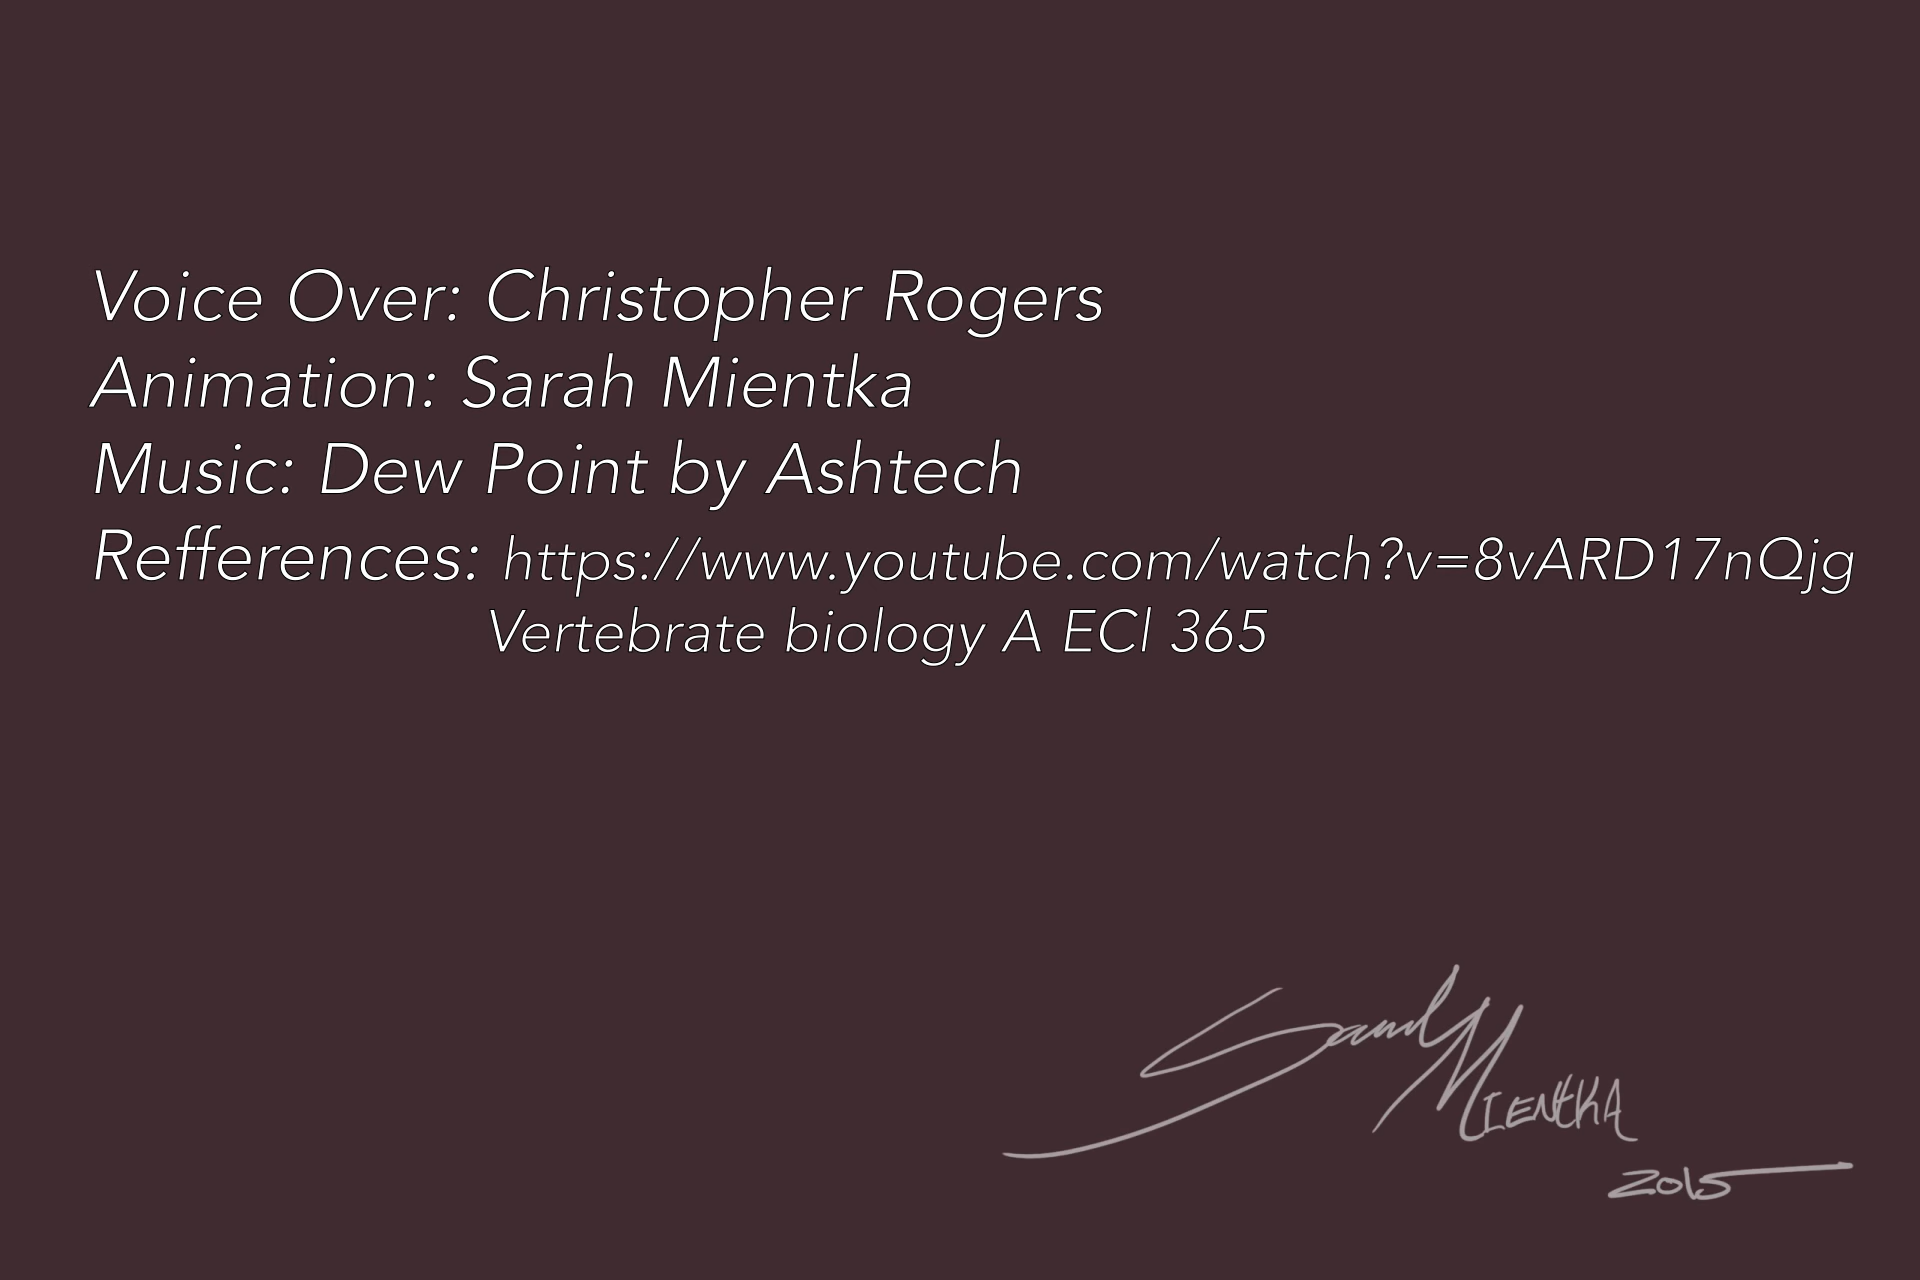 Voice Over: Christopher Rogers
Animation: Sarah Mientka
Music: Dew Point by Ashtech
Refferences: https://www.youtube.com/watch?v=8vARD17nQjg
Vertebrate biology A ECl 365
Sarah Mientka
2015